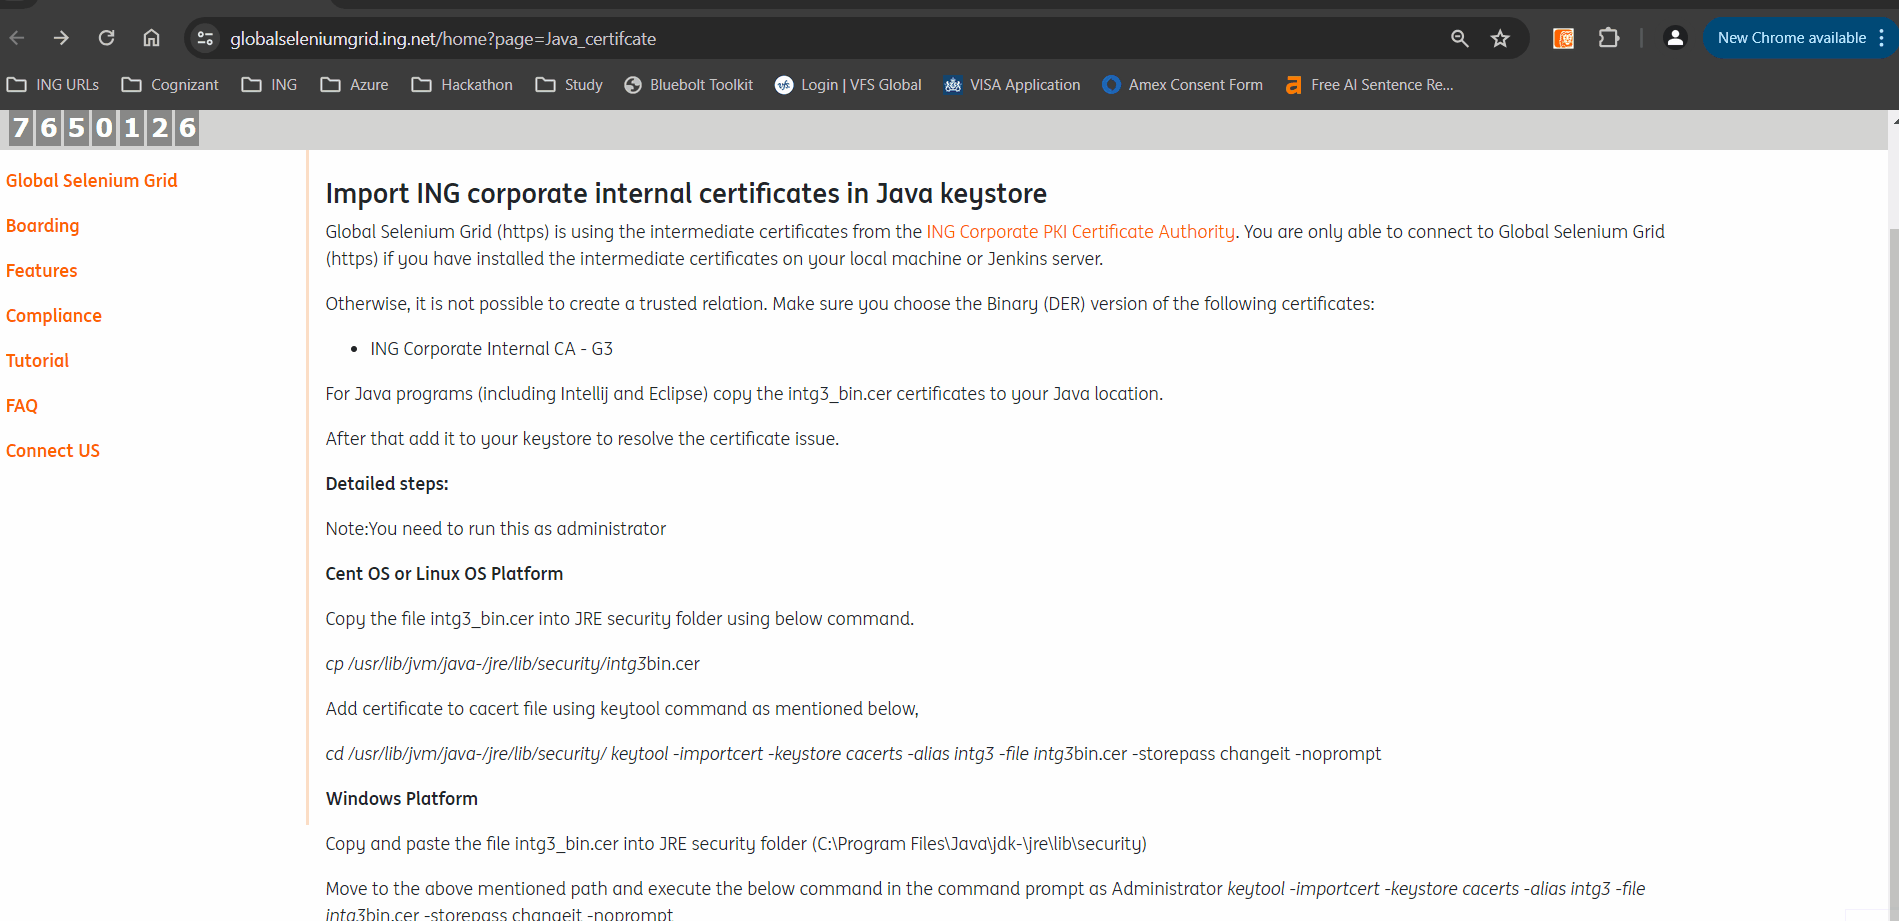 globalseleniumgrid.ing.net/home?page=Java_certifcate
New Chrome available
ING URLs Cognizant ING Azure Hackathon Study Bluebolt Toolkit vfs Login | VFS Global VISA Application Amex Consent Form Free AI Sentence Re...
7650126
Global Selenium Grid
Boarding
Features
Compliance
Tutorial
FAQ
Connect US
Import ING corporate internal certificates in Java keystore
Global Selenium Grid (https) is using the intermediate certificates from the ING Corporate PKI Certificate Authority. You are only able to connect to Global Selenium Grid
(https) if you have installed the intermediate certificates on your local machine or Jenkins server.
Otherwise, it is not possible to create a trusted relation. Make sure you choose the Binary (DER) version of the following certificates:
• ING Corporate Internal CA - G3
For Java programs (including Intellij and Eclipse) copy the intg3_bin.cer certificates to your Java location.
After that add it to your keystore to resolve the certificate issue.
Detailed steps:
Note:You need to run this as administrator
Cent OS or Linux OS Platform
Copy the file intg3_bin.cer into JRE security folder using below command.
cp /usr/lib/jvm/java-/jre/lib/security/intg3bin.cer
Add certificate to cacert file using keytool command as mentioned below,
cd /usr/lib/jvm/java-/jre/lib/security/ keytool -importcert -keystore cacerts -alias intg3 -file intg3bin.cer -storepass changeit -noprompt
Windows Platform
Copy and paste the file intg3_bin.cer into JRE security folder (C:\Program Files\Java\jdk-\jre\lib\security)
Move to the above mentioned path and execute the below command in the command prompt as Administrator keytool -importcert -keystore cacerts -alias intg3 -file
intg3bin.cer -storepass changeit -noprompt